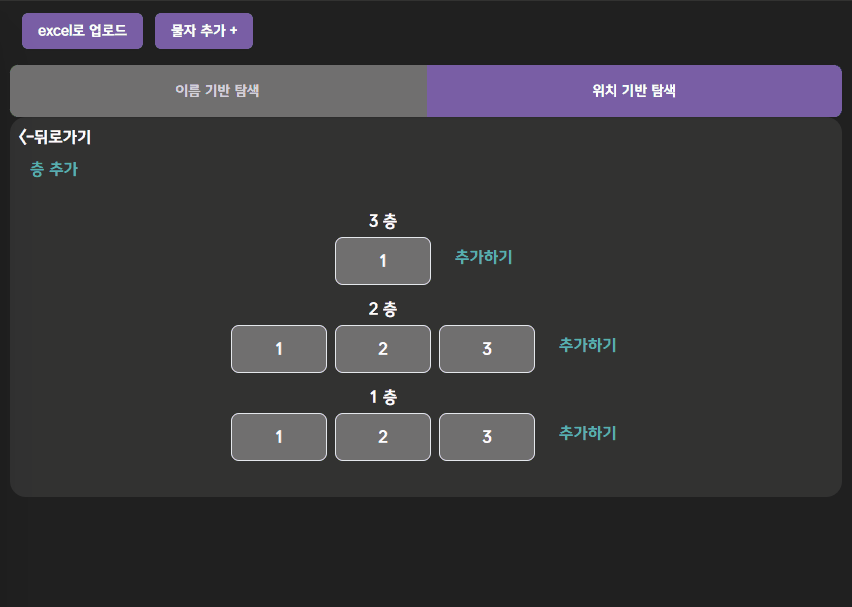 excel로 업로드 물자 추가 +
이름 기반 탐색 위치 기반 탐색
<-뒤로가기
층 추가
3 층
1 추가하기
2 층
1 2 3 추가하기
1 층
1 2 3 추가하기